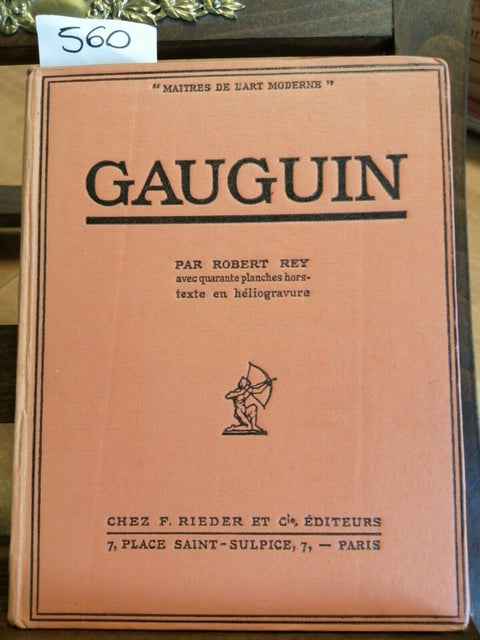 560
"MAITRES DE L'ART MODERNE"
GAUGUIN
PAR ROBERT REY
avec quarante planches hors-
texte en héliogravure
CHEZ F. RIEDER ET Cie, ÉDITEURS
7, PLACE SAINT-SULPICE, 7, — PARIS